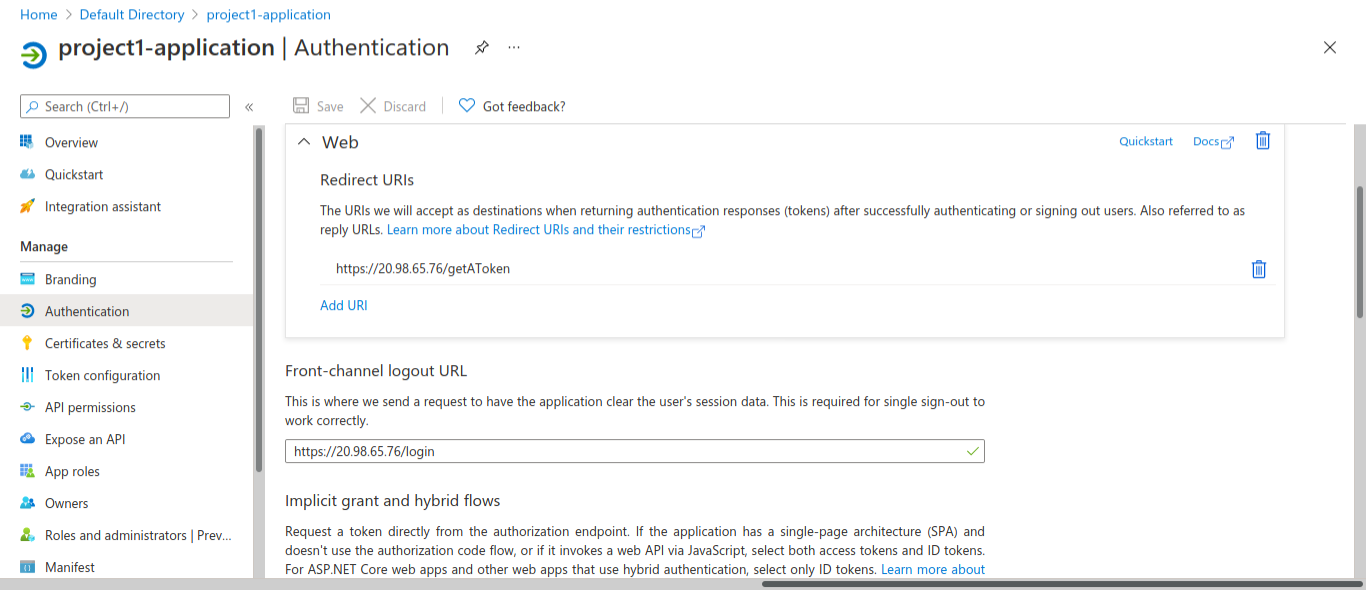 Home > Default Directory > project1-application
project1-application | Authentication ...
Search (Ctrl+/) «
Save Discard Got feedback?
Overview
Quickstart
Integration assistant
Manage
Branding
Authentication
Certificates & secrets
Token configuration
API permissions
Expose an API
App roles
Owners
Roles and administrators | Prev...
Manifest
Web
Quickstart Docs
Redirect URIs
The URIs we will accept as destinations when returning authentication responses (tokens) after successfully authenticating or signing out users. Also referred to as
reply URLs. Learn more about Redirect URIs and their restrictions
https://20.98.65.76/getAToken
Add URI
Front-channel logout URL
This is where we send a request to have the application clear the user's session data. This is required for single sign-out to
work correctly.
https://20.98.65.76/login
Implicit grant and hybrid flows
Request a token directly from the authorization endpoint. If the application has a single-page architecture (SPA) and
doesn't use the authorization code flow, or if it invokes a web API via JavaScript, select both access tokens and ID tokens.
For ASP.NET Core web apps and other web apps that use hybrid authentication, select only ID tokens. Learn more about